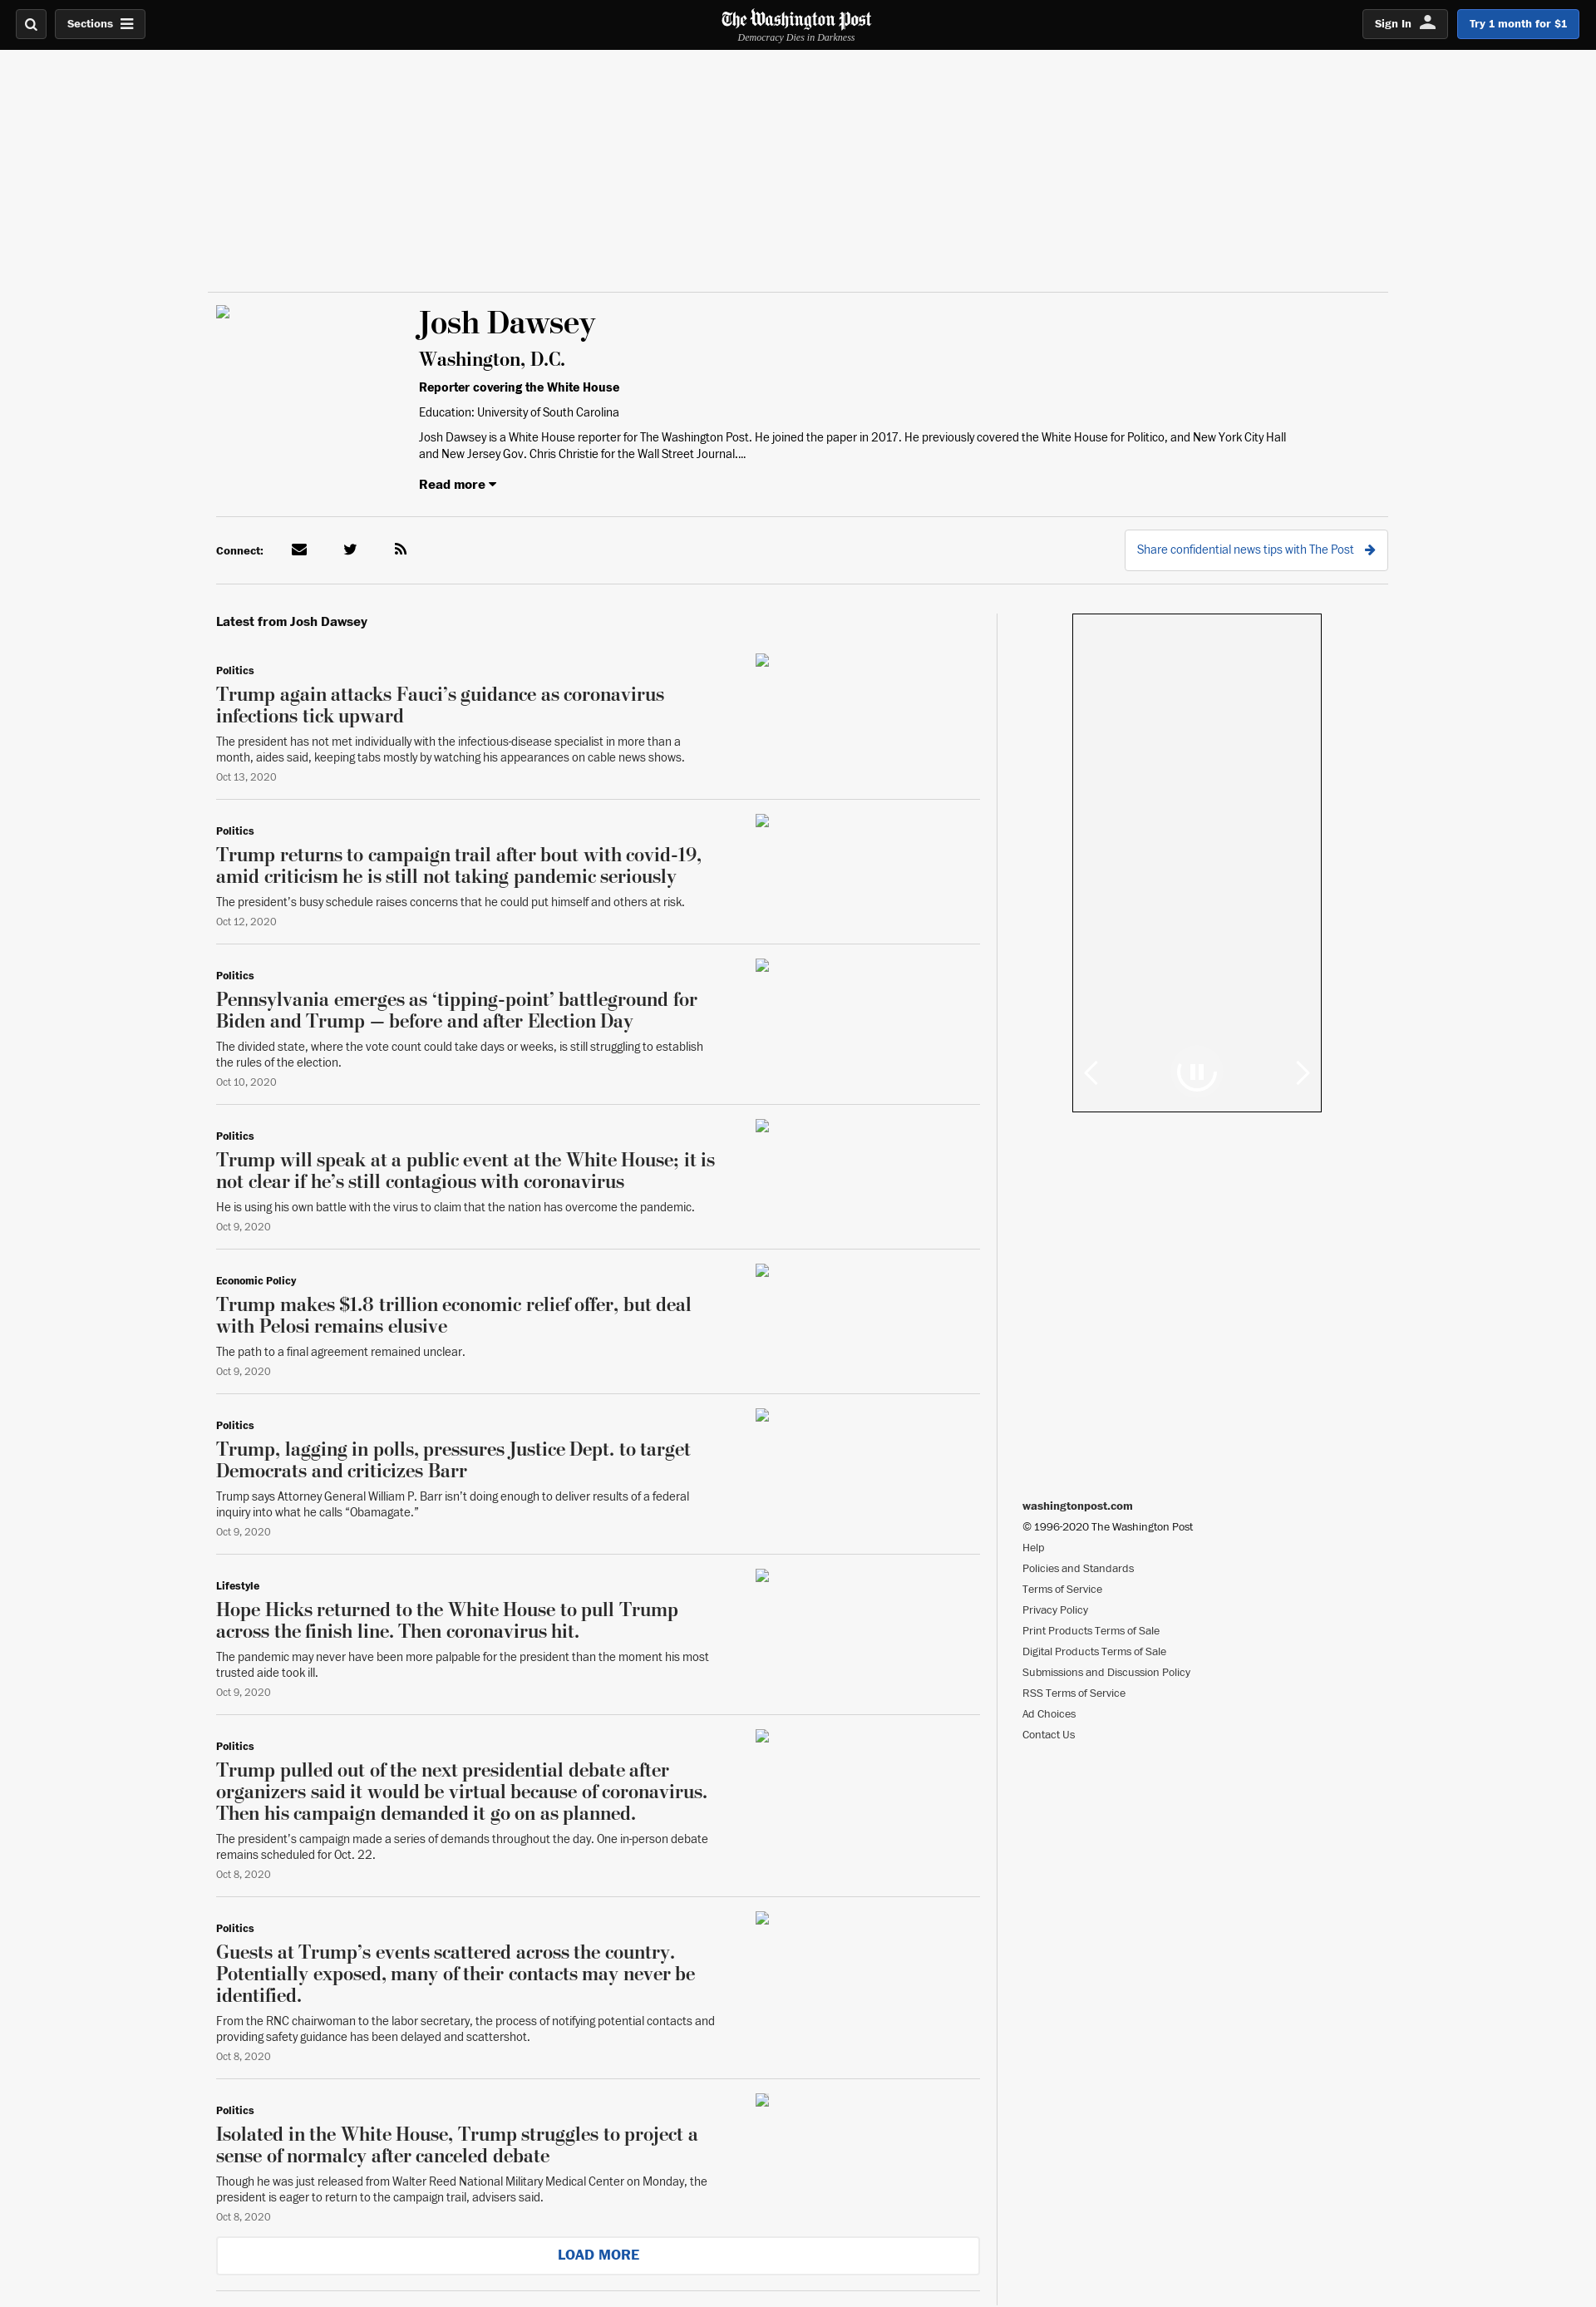 Sections
The Washington Post
Democracy Dies in Darkness
Sign In
Try 1 month for $1
Josh Dawsey
Washington, D.C.
Reporter covering the White House
Education: University of South Carolina
Josh Dawsey is a White House reporter for The Washington Post. He joined the paper in 2017. He previously covered the White House for Politico, and New York City Hall
and New Jersey Gov. Chris Christie for the Wall Street Journal....
Read more
Connect:
Share confidential news tips with The Post
Latest from Josh Dawsey
Politics
Trump again attacks Fauci’s guidance as coronavirus
infections tick upward
The president has not met individually with the infectious-disease specialist in more than a
month, aides said, keeping tabs mostly by watching his appearances on cable news shows.
Oct 13, 2020
Politics
Trump returns to campaign trail after bout with covid-19,
amid criticism he is still not taking pandemic seriously
The president’s busy schedule raises concerns that he could put himself and others at risk.
Oct 12, 2020
Politics
Pennsylvania emerges as ‘tipping-point’ battleground for
Biden and Trump — before and after Election Day
The divided state, where the vote count could take days or weeks, is still struggling to establish
the rules of the election.
Oct 10, 2020
Politics
Trump will speak at a public event at the White House; it is
not clear if he’s still contagious with coronavirus
He is using his own battle with the virus to claim that the nation has overcome the pandemic.
Oct 9, 2020
Economic Policy
Trump makes $1.8 trillion economic relief offer, but deal
with Pelosi remains elusive
The path to a final agreement remained unclear.
Oct 9, 2020
Politics
Trump, lagging in polls, pressures Justice Dept. to target
Democrats and criticizes Barr
Trump says Attorney General William P. Barr isn’t doing enough to deliver results of a federal
inquiry into what he calls “Obamagate.”
Oct 9, 2020
Lifestyle
Hope Hicks returned to the White House to pull Trump
across the finish line. Then coronavirus hit.
The pandemic may never have been more palpable for the president than the moment his most
trusted aide took ill.
Oct 9, 2020
Politics
Trump pulled out of the next presidential debate after
organizers said it would be virtual because of coronavirus.
Then his campaign demanded it go on as planned.
The president’s campaign made a series of demands throughout the day. One in-person debate
remains scheduled for Oct. 22.
Oct 8, 2020
Politics
Guests at Trump’s events scattered across the country.
Potentially exposed, many of their contacts may never be
identified.
From the RNC chairwoman to the labor secretary, the process of notifying potential contacts and
providing safety guidance has been delayed and scattershot.
Oct 8, 2020
Politics
Isolated in the White House, Trump struggles to project a
sense of normalcy after canceled debate
Though he was just released from Walter Reed National Military Medical Center on Monday, the
president is eager to return to the campaign trail, advisers said.
Oct 8, 2020
LOAD MORE
washingtonpost.com
© 1996-2020 The Washington Post
Help
Policies and Standards
Terms of Service
Privacy Policy
Print Products Terms of Sale
Digital Products Terms of Sale
Submissions and Discussion Policy
RSS Terms of Service
Ad Choices
Contact Us